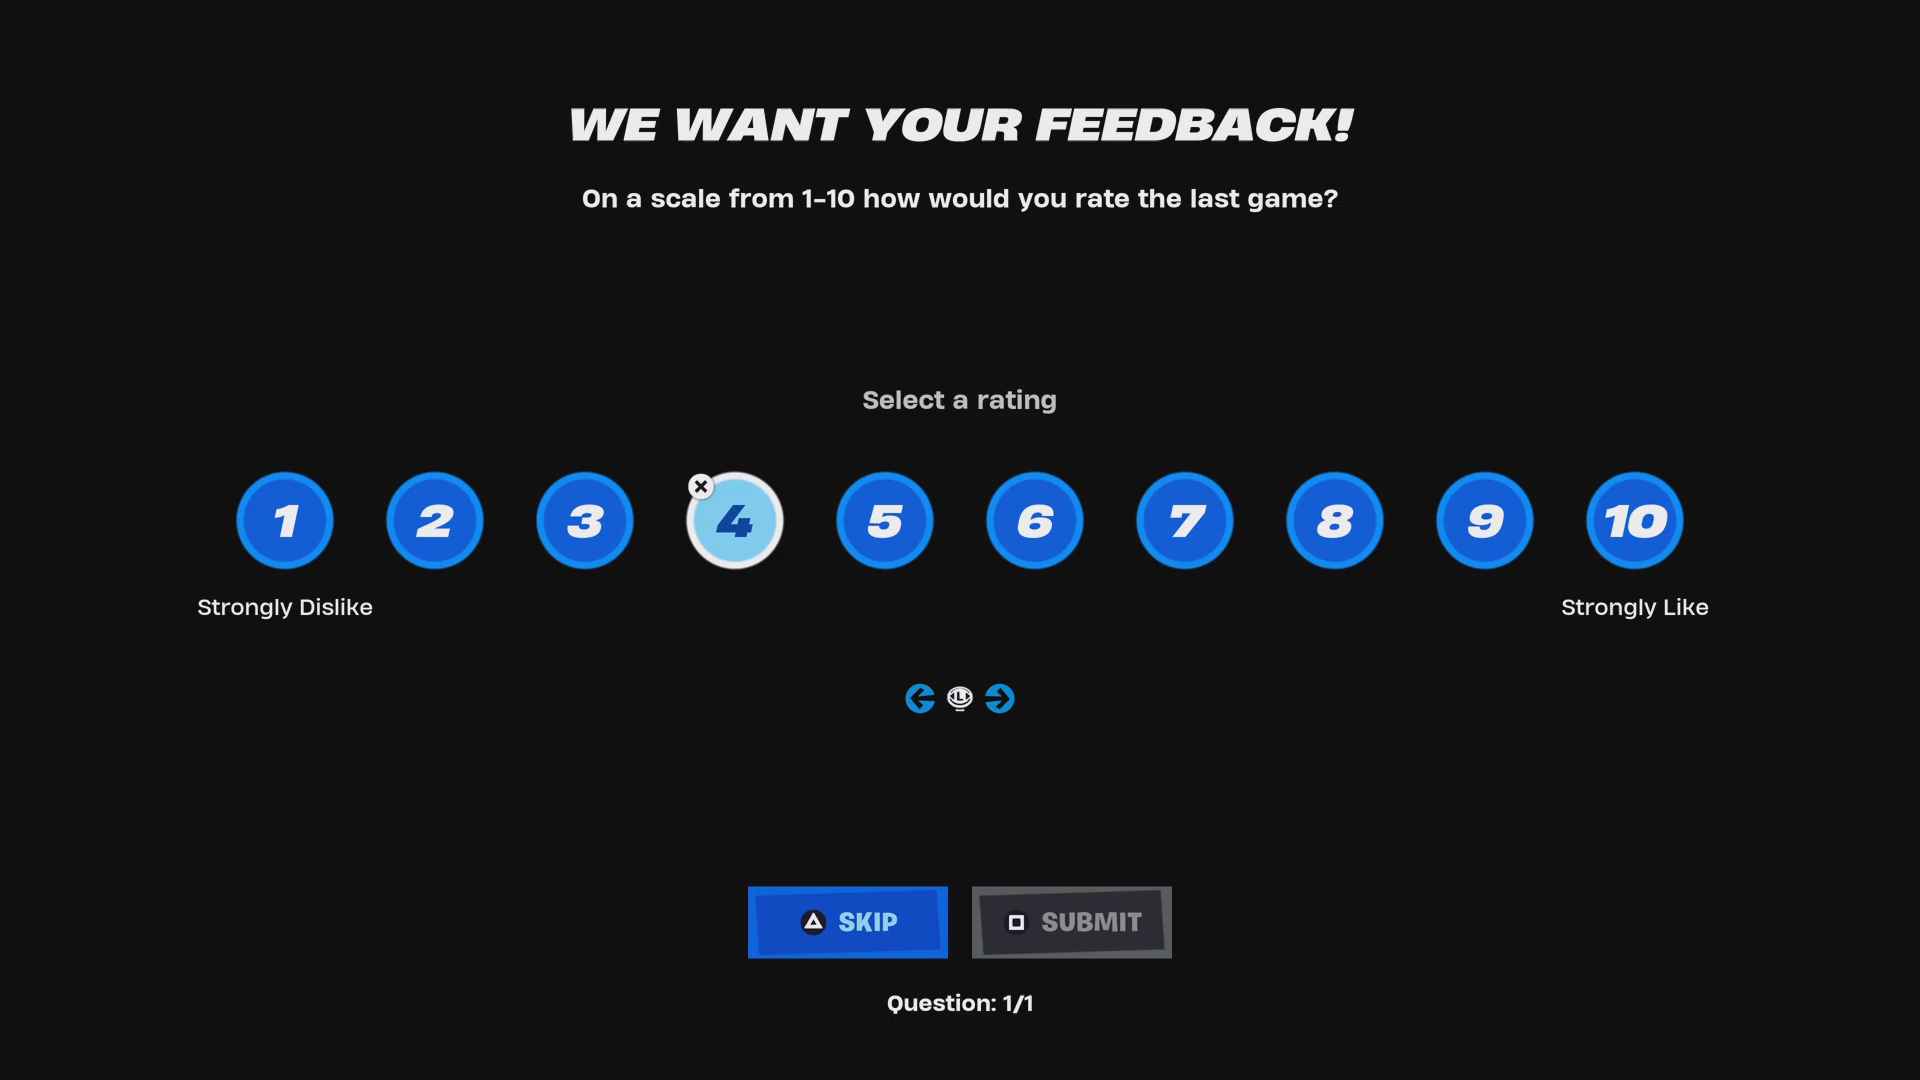 WE WANT YOUR FEEDBACK!
On a scale from 1-10 how would you rate the last game?
Select a rating
1 2 3 4 5 6 7 8 9 10
Strongly Dislike Strongly Like
L
SKIP SUBMIT
Question: 1/1